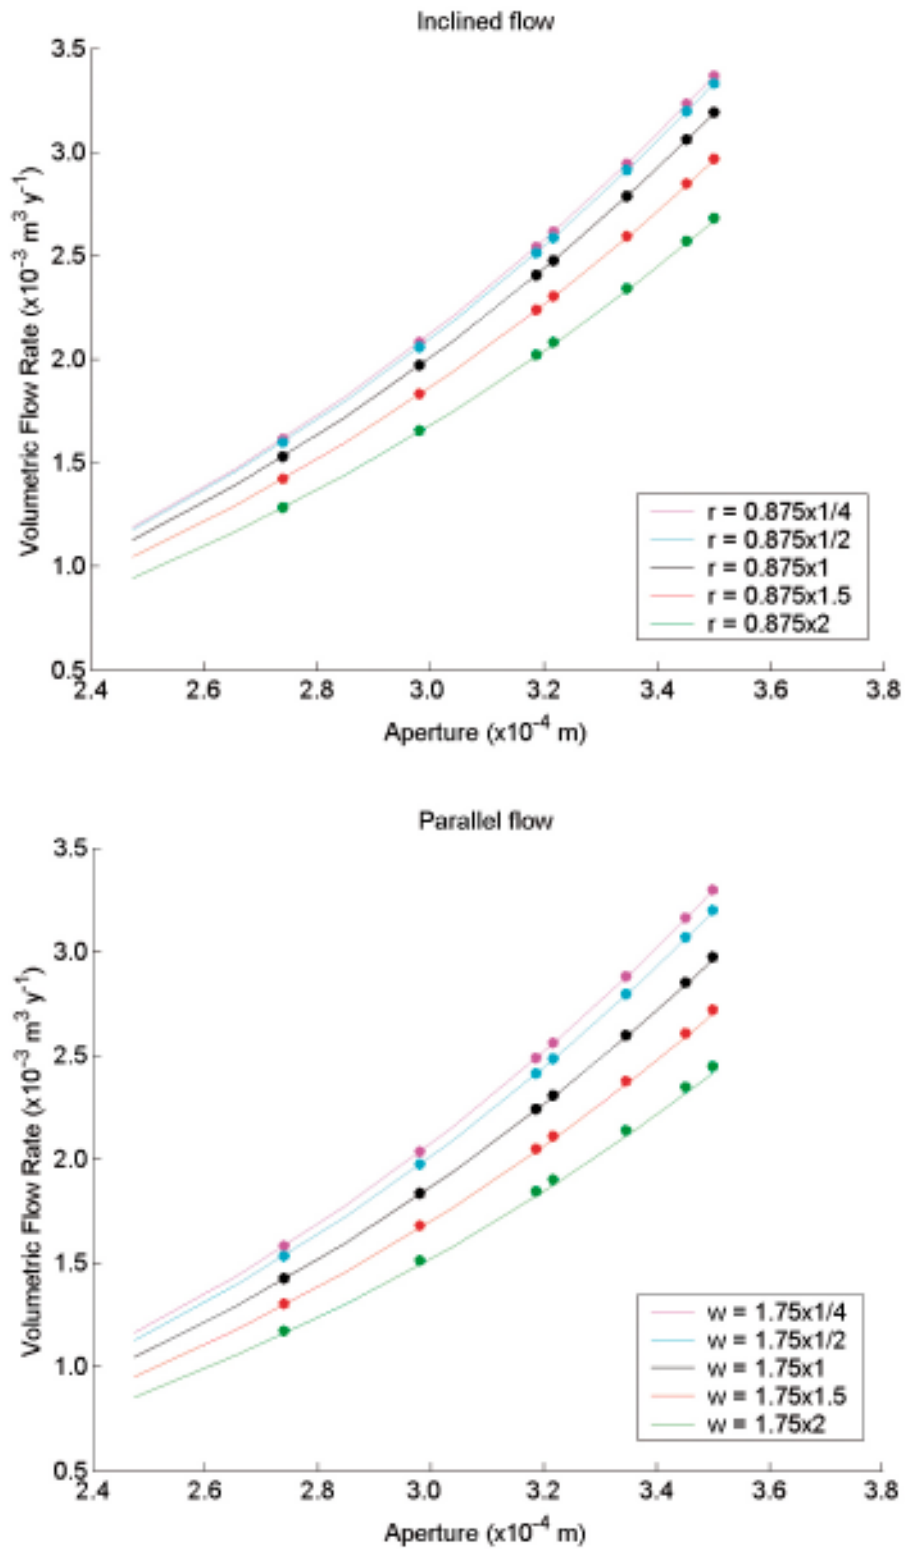 Inclined flow
3.5
3.0
2.5
2.0
1.5
1.0
0.5
Volumetric Flow Rate (x10⁻³ m³ y⁻¹)
r = 0.875x1/4
r = 0.875x1/2
r = 0.875x1
r = 0.875x1.5
r = 0.875x2
2.4 2.6 2.8 3.0 3.2 3.4 3.6 3.8
Aperture (x10⁻⁴ m)
Parallel flow
3.5
3.0
2.5
2.0
1.5
1.0
0.5
Volumetric Flow Rate (x10⁻³ m³ y⁻¹)
w = 1.75x1/4
w = 1.75x1/2
w = 1.75x1
w = 1.75x1.5
w = 1.75x2
2.4 2.6 2.8 3.0 3.2 3.4 3.6 3.8
Aperture (x10⁻⁴ m)